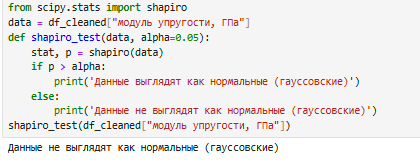 from scipy.stats import shapiro
data = df_cleaned["модуль упругости, ГПа"]
def shapiro_test(data, alpha=0.05):
    stat, p = shapiro(data)
    if p > alpha:
        print('Данные выглядят как нормальные (гауссовские)')
    else:
        print('Данные не выглядят как нормальные (гауссовские)')
shapiro_test(df_cleaned["модуль упругости, ГПа"])
Данные не выглядят как нормальные (гауссовские)